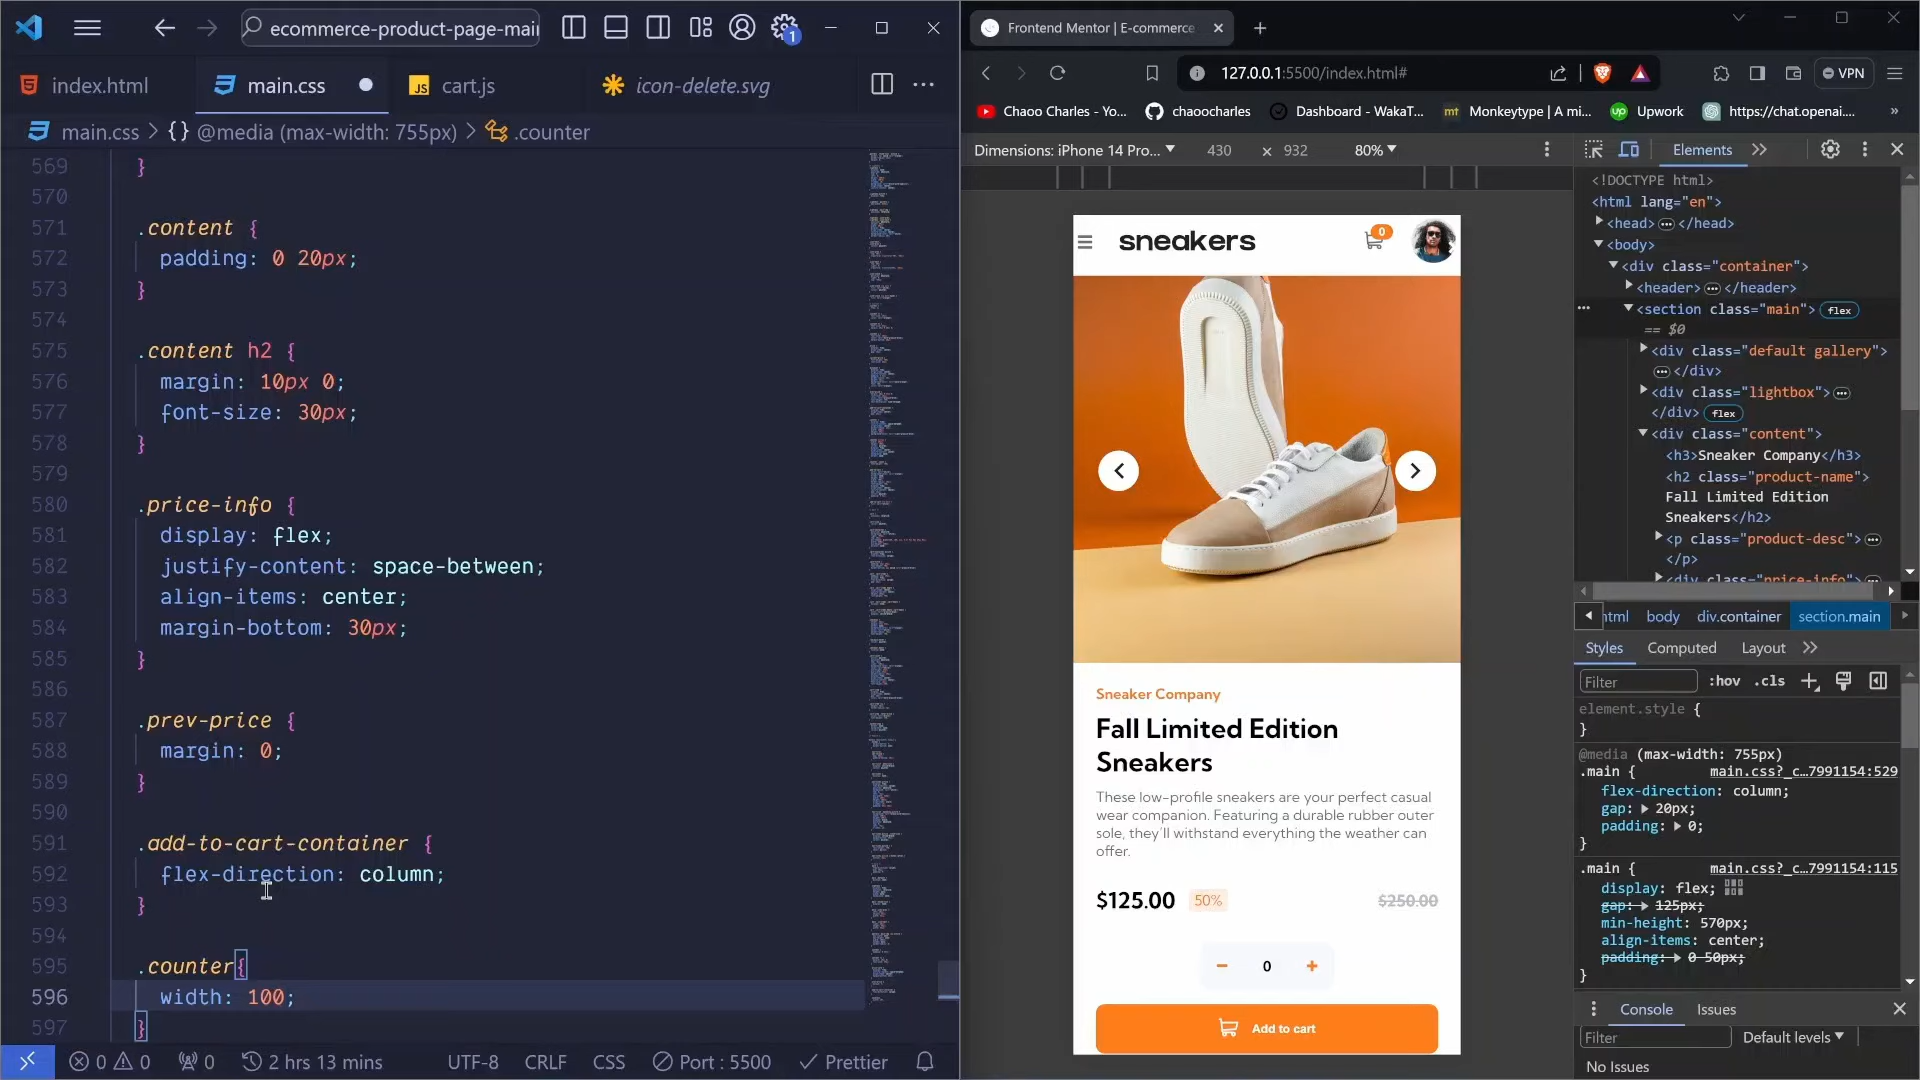 ecommerce-product-page-mai
1
index.html
main.css
JS cart.js
icon-delete.svg
main.css > {} @media (max-width: 755px) > .counter
569 }
570
571 .content {
572 padding: 0 20px;
573 }
574
575 .content h2 {
576 margin: 10px 0;
577 font-size: 30px;
578 }
579
580 .price-info {
581 display: flex;
582 justify-content: space-between;
583 align-items: center;
584 margin-bottom: 30px;
585 }
586
587 .prev-price {
588 margin: 0;
589 }
590
591 .add-to-cart-container {
592 flex-direction: column;
593 }
594
595 .counter{
596 width: 100;
597 }
0 0 0 2 hrs 13 mins UTF-8 CRLF CSS Port : 5500 Prettier
Frontend Mentor | E-commerce
127.0.0.1:5500/index.html#
VPN
Chaoo Charles - Yo...
chaoocharles
Dashboard - WakaT...
mt Monkeytype | A mi...
up Upwork
https://chat.openai....
»
Dimensions: iPhone 14 Pro... 430 × 932 80%
sneakers
0
Sneaker Company
Fall Limited Edition
Sneakers
These low-profile sneakers are your perfect casual
wear companion. Featuring a durable rubber outer
sole, they'll withstand everything the weather can
offer.
$125.00 50% $250.00
− 0 +
Add to cart
Elements
<!DOCTYPE html>
<html lang="en">
<head> ••• </head>
<body>
<div class="container">
<header> ••• </header>
••• <section class="main"> flex
== $0
<div class="default gallery">
••• </div>
<div class="lightbox"> •••
</div> flex
<div class="content">
<h3>Sneaker Company</h3>
<h2 class="product-name">
Fall Limited Edition
Sneakers</h2>
<p class="product-desc"> •••
</p>
<div class="price-info"> •••
html body div.container section.main
Styles Computed Layout
Filter :hov .cls
element.style {
}
@media (max-width: 755px)
.main { main.css?_c…7991154:529
flex-direction: column;
gap: 20px;
padding: 0;
}
.main { main.css?_c…7991154:115
display: flex;
gap: 125px;
min-height: 570px;
align-items: center;
padding: 0 50px;
}
Console Issues
Filter Default levels
No Issues